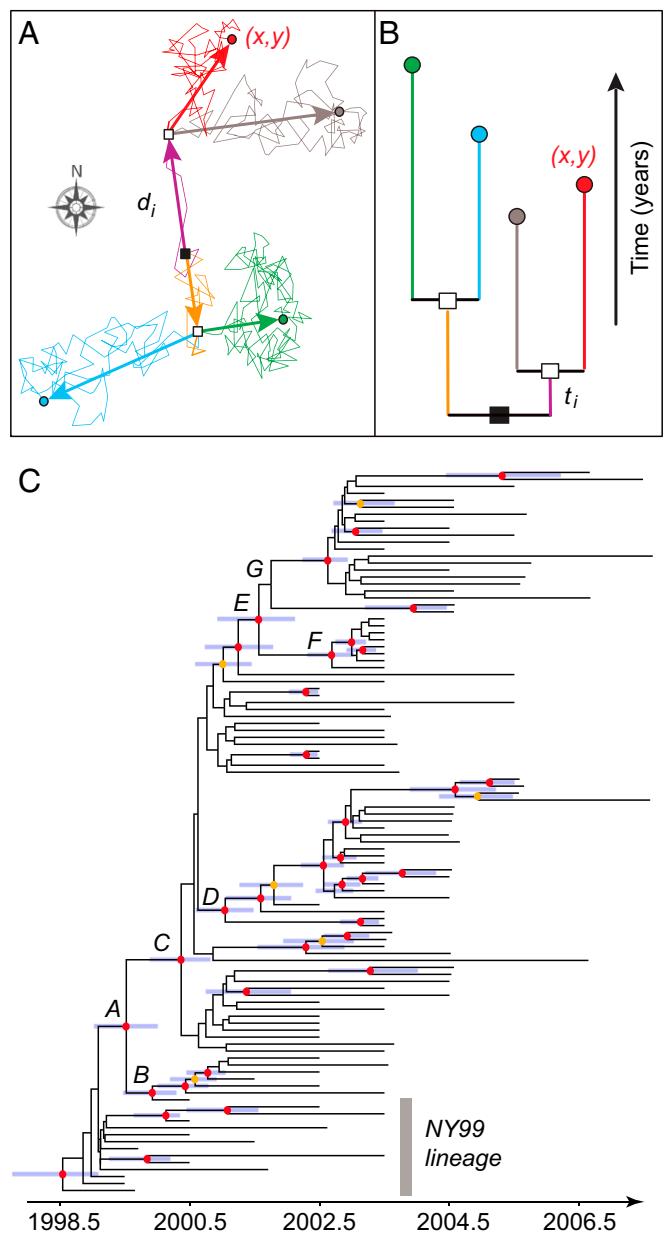 A
(x,y)
N
d i
B
(x,y)
Time (years)
t i
C
G
E
F
D
C
A
B
NY99
lineage
1998.5 2000.5 2002.5 2004.5 2006.5